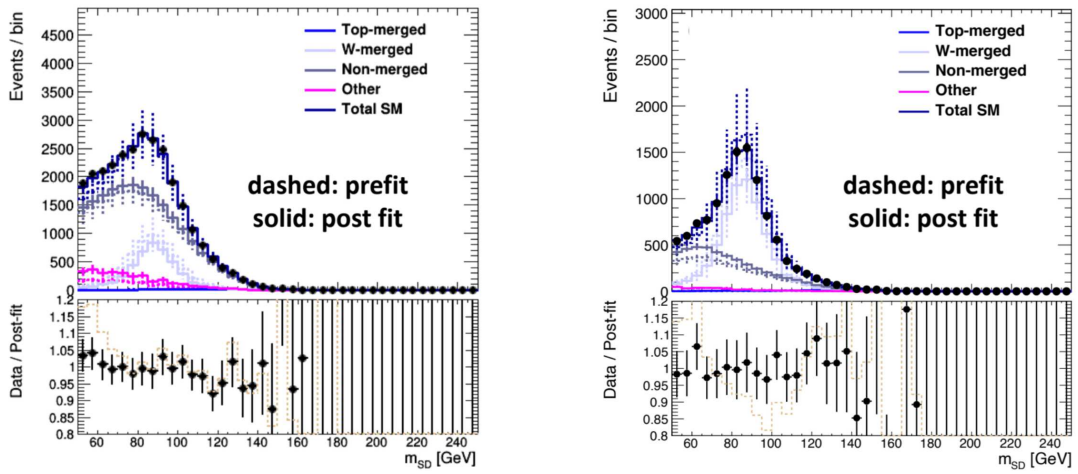 Events / bin
4500
4000
3500
3000
2500
2000
1500
1000
500
0
Top-merged
W-merged
Non-merged
Other
Total SM
dashed: prefit
solid: post fit
Data / Post-fit
1.2
1.15
1.1
1.05
1
0.95
0.9
0.85
0.8
60 80 100 120 140 160 180 200 220 240
m_SD [GeV]
Events / bin
3000
2500
2000
1500
1000
500
0
Top-merged
W-merged
Non-merged
Other
Total SM
dashed: prefit
solid: post fit
Data / Post-fit
1.2
1.15
1.1
1.05
1
0.95
0.9
0.85
0.8
60 80 100 120 140 160 180 200 220 240
m_SD [GeV]